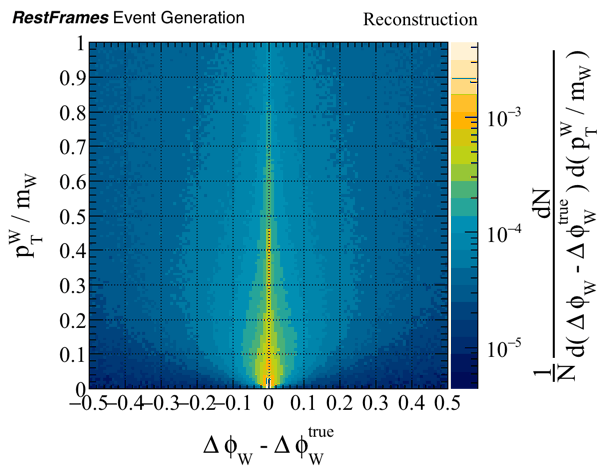 RestFrames Event Generation
Reconstruction
1
0.9
0.8
0.7
0.6
0.5
0.4
0.3
0.2
0.1
0
p_T^W / m_W
−0.5−0.4−0.3−0.2−0.1 0 0.1 0.2 0.3 0.4 0.5
Δ ϕ_W - Δ ϕ_W^true
10^−3
10^−4
10^−5
1/N dN / d( Δ ϕ_W - Δ ϕ_W^true ) d( p_T^W / m_W )